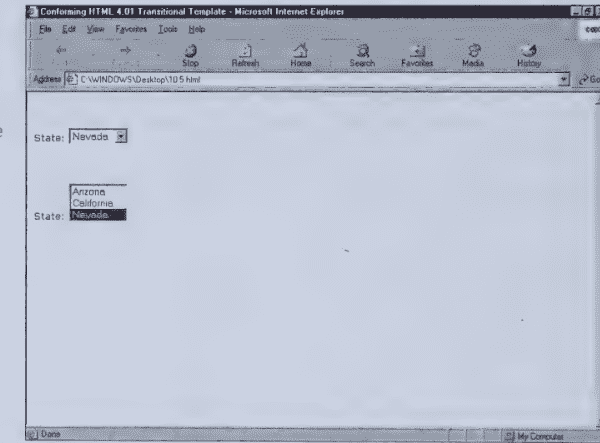 Conforming HTML 4.01 Transitional Template - Microsoft Internet Explorer
File Edit View Favorites Tools Help
Stop Refresh Home Search Favorites Media History
Address C:\WINDOWS\Desktop\10.5.html Go
e
State: Nevada
Arizona
California
State: Nevada
Done My Computer